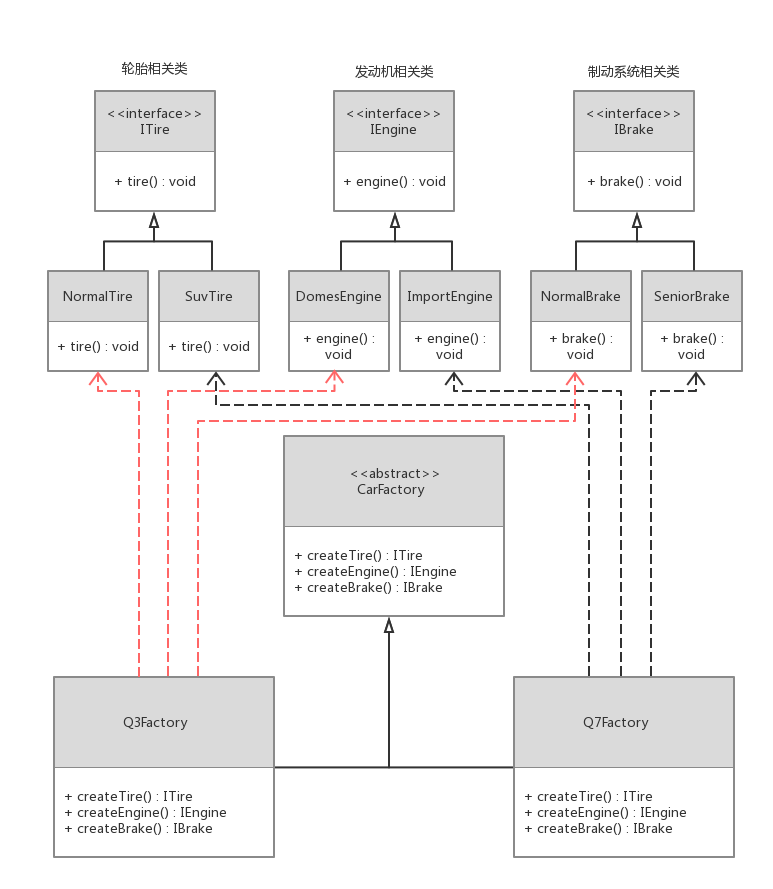 轮胎相关类
发动机相关类
制动系统相关类
<<interface>>
ITire
+ tire() : void
<<interface>>
IEngine
+ engine() : void
<<interface>>
IBrake
+ brake() : void
NormalTire
+ tire() : void
SuvTire
+ tire() : void
DomesEngine
+ engine() :
void
ImportEngine
+ engine() :
void
NormalBrake
+ brake() :
void
SeniorBrake
+ brake() :
void
<<abstract>>
CarFactory
+ createTire() : ITire
+ createEngine() : IEngine
+ createBrake() : IBrake
Q3Factory
+ createTire() : ITire
+ createEngine() : IEngine
+ createBrake() : IBrake
Q7Factory
+ createTire() : ITire
+ createEngine() : IEngine
+ createBrake() : IBrake